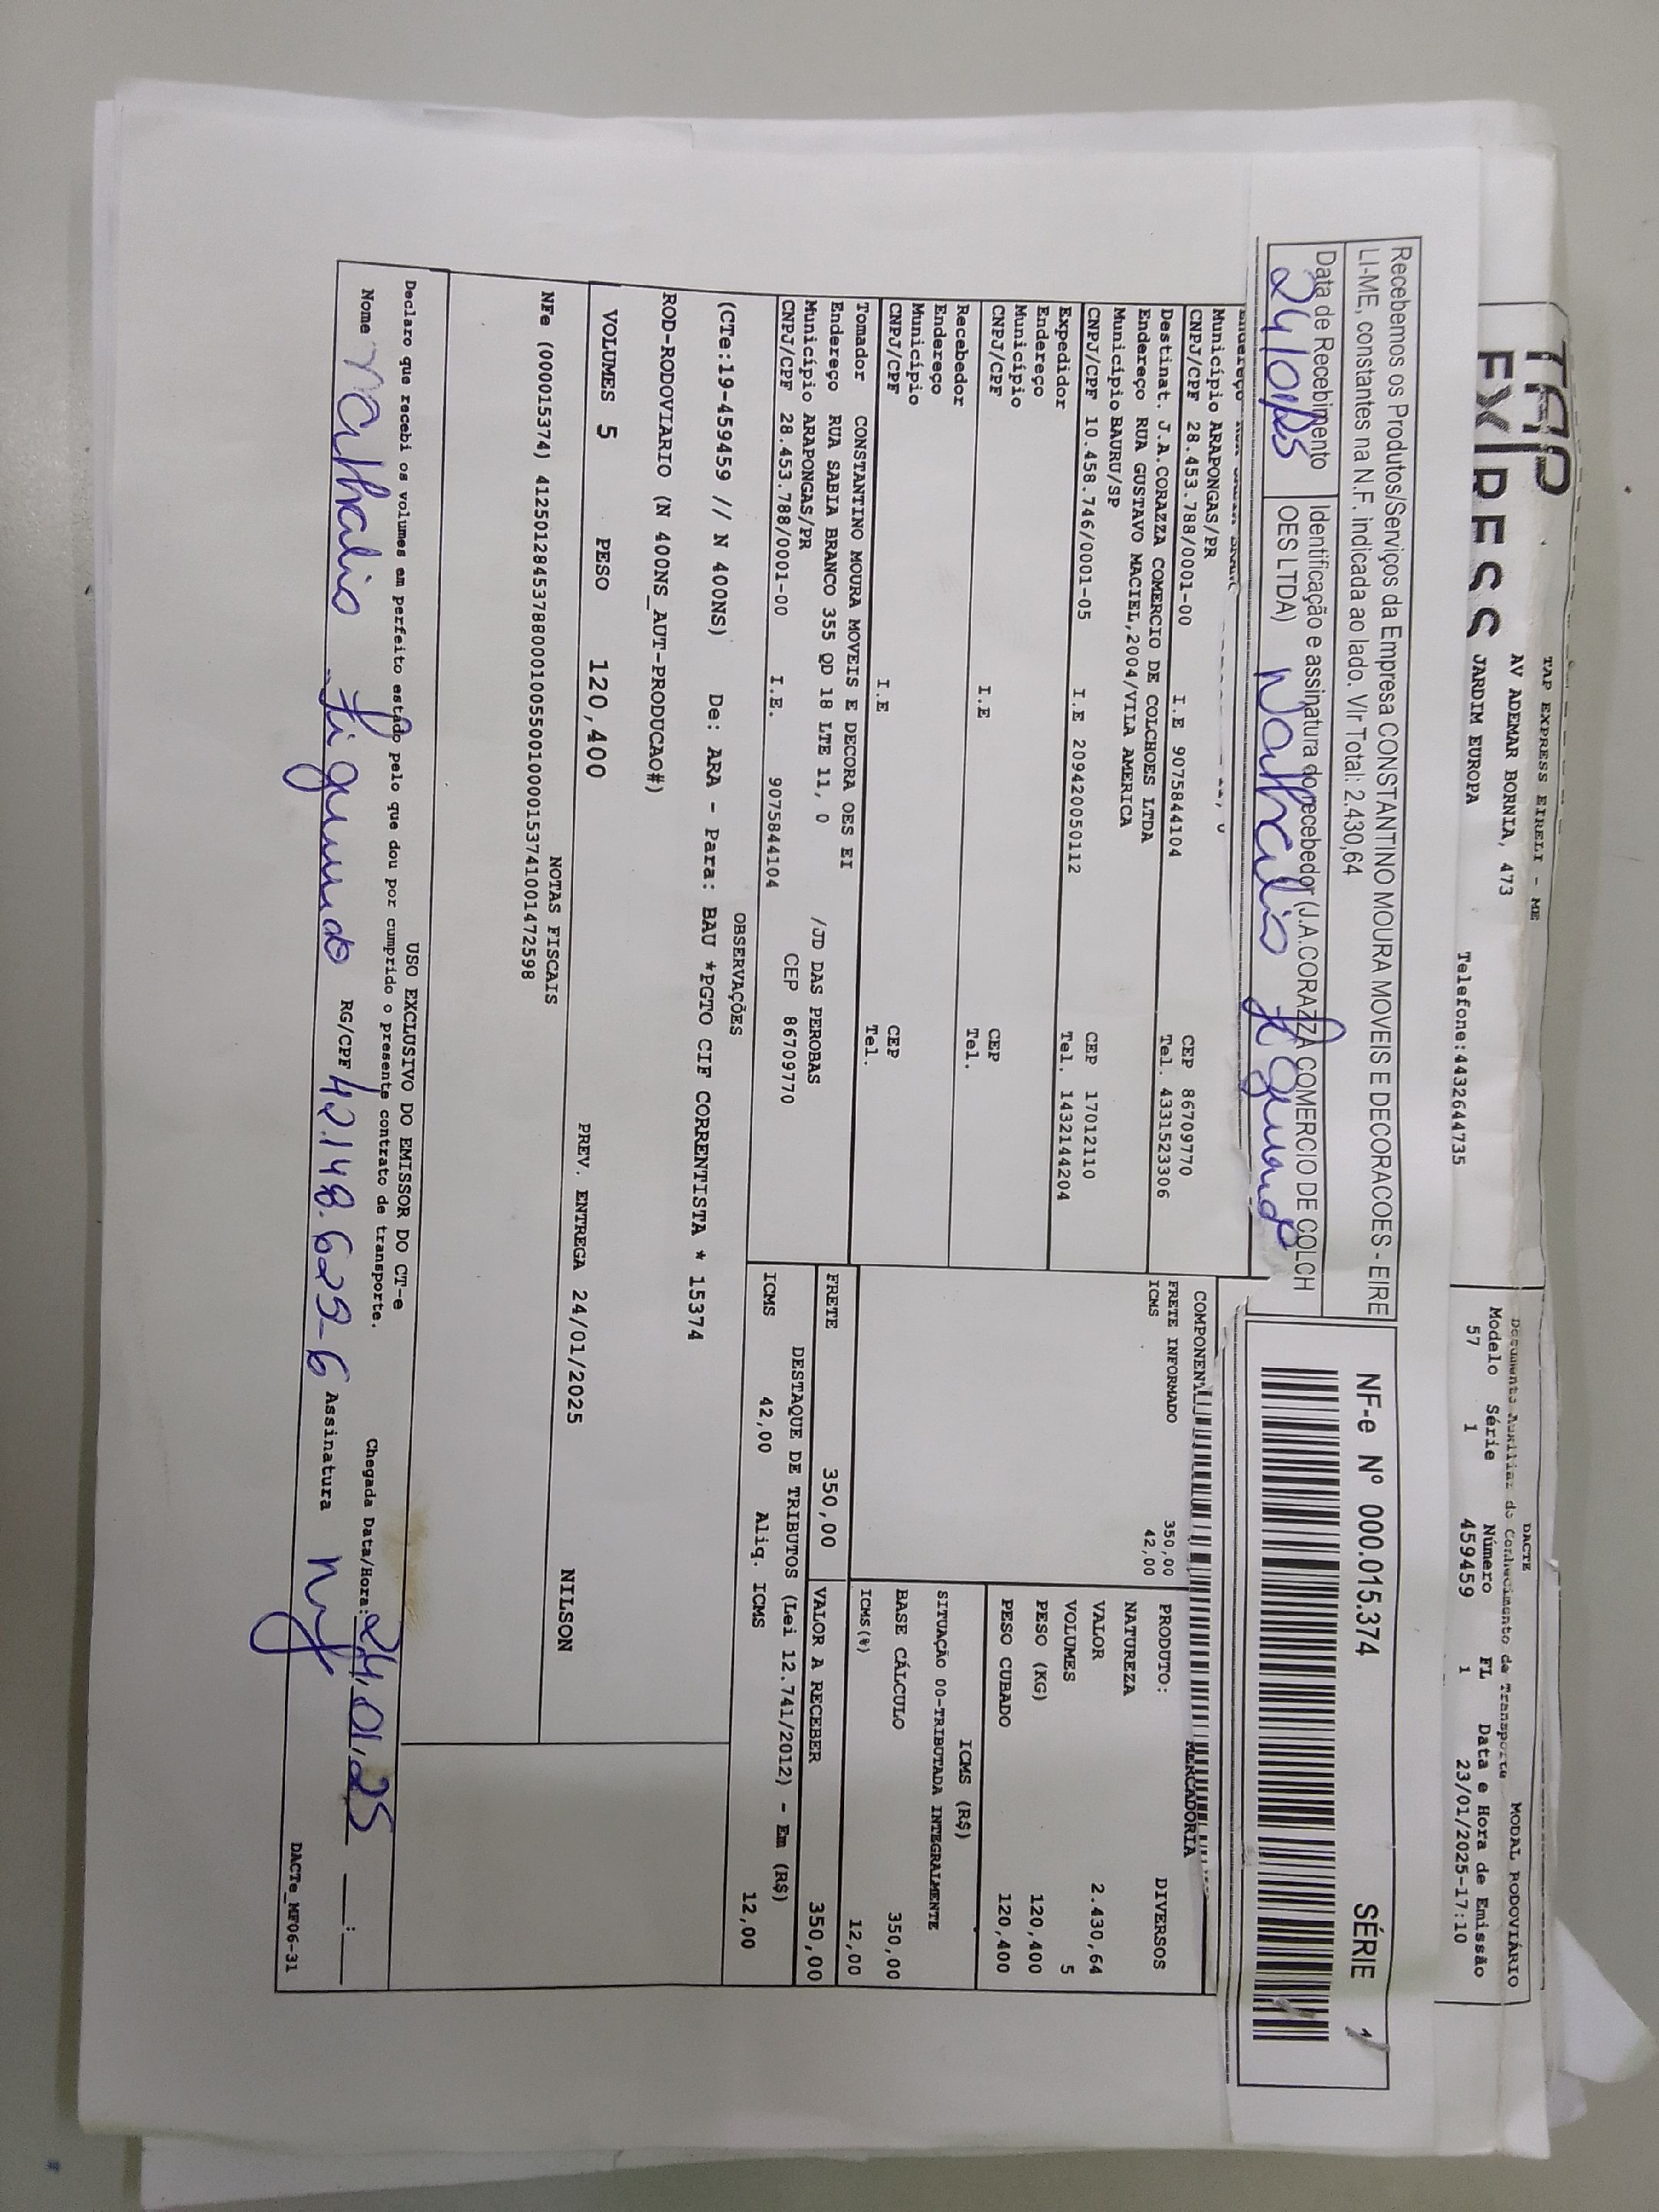 TAP EXPRESS
TAP EXPRESS EIRELI - ME
AV ADEMAR BORNIA, 473
JARDIM EUROPA
Telefone:4432644735
DACTE
MODAL RODOVIÁRIO
Documento Auxiliar do Conhecimento de Transporte
Modelo Série Número FL Data e Hora de Emissão
57 1 459459 1 23/01/2025-17:10
Recebemos os Produtos/Serviços da Empresa CONSTANTINO MOURA MOVEIS E DECORACOES - EIRE
LI-ME, constantes na N.F. indicada ao lado. Vlr Total: 2.430,64
Data de Recebimento
24/01/25
Identificação e assinatura do recebedor (J.A.CORAZZA COMERCIO DE COLCH
OES LTDA)
NF-e Nº 000.015.374 SÉRIE 1
Município ARAPONGAS/PR CEP 86709770
CNPJ/CPF 28.453.788/0001-00 I.E 9075844104 Tel. 4331523306
Destinat. J.A.CORAZZA COMERCIO DE COLCHOES LTDA
Endereço RUA GUSTAVO MACIEL,2004/VILA AMERICA
Município BAURU/SP CEP 17012110
CNPJ/CPF 10.458.746/0001-05 I.E 209420050112 Tel. 1432144204
Expedidor
Endereço
Município CEP
CNPJ/CPF I.E Tel.
Recebedor
Endereço
Município CEP
CNPJ/CPF I.E Tel.
Tomador CONSTANTINO MOURA MOVEIS E DECORA OES EI
Endereço RUA SABIA BRANCO 355 QD 18 LTE 11, 0 /JD DAS PEROBAS
Município ARAPONGAS/PR CEP 86709770
CNPJ/CPF 28.453.788/0001-00 I.E. 9075844104
FRETE INFORMADO 350,00
ICMS 42,00
MERCADORIA
PRODUTO: DIVERSOS
NATUREZA
VALOR 2.430,64
VOLUMES 5
PESO (KG) 120,400
PESO CUBADO 120,400
ICMS (R$)
SITUAÇÃO 00-TRIBUTADA INTEGRALMENTE
BASE CÁLCULO 350,00
ICMS(%) 12,00
FRETE 350,00 VALOR A RECEBER 350,00
DESTAQUE DE TRIBUTOS (Lei 12.741/2012) - Em (R$)
ICMS 42,00 Aliq. ICMS 12,00
OBSERVAÇÕES
(CTe:19-459459 // N 400NS) De: ARA - Para: BAU *PGTO CIF CORRENTISTA * 15374
ROD-RODOVIARIO (N 400NS_AUT-PRODUCAO#)
VOLUMES 5 PESO 120,400 PREV. ENTREGA 24/01/2025 NILSON
NOTAS FISCAIS
NFe (000015374) 41250128453788000100550010000153741001472598
USO EXCLUSIVO DO EMISSOR DO CT-e
Declaro que recebi os volumes em perfeito estado pelo que dou por cumprido o presente contrato de transporte.
Chegada Data/Hora: 24,01,25 :
Nome RG/CPF 42.148.629-6 Assinatura
DACTe_MF06-31